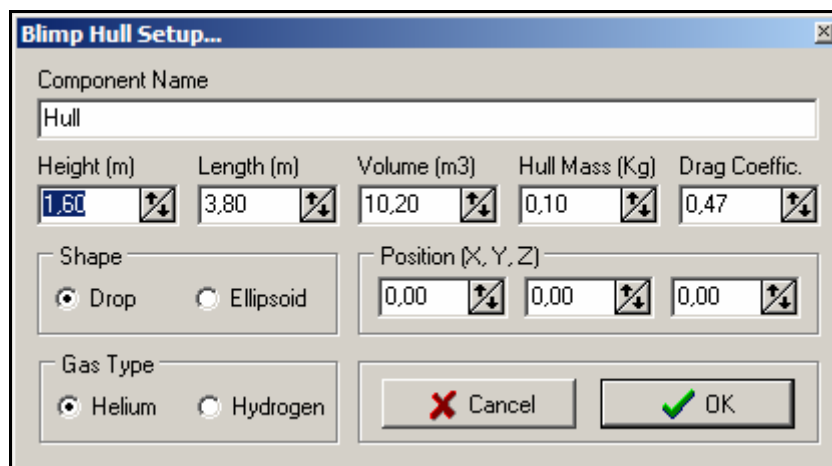 Blimp Hull Setup...
Component Name
Hull
Height (m) Length (m) Volume (m3) Hull Mass (Kg) Drag Coeffic.
1,60 3,80 10,20 0,10 0,47
Shape Position (X, Y, Z)
Drop Ellipsoid 0,00 0,00 0,00
Gas Type
Helium Hydrogen Cancel OK